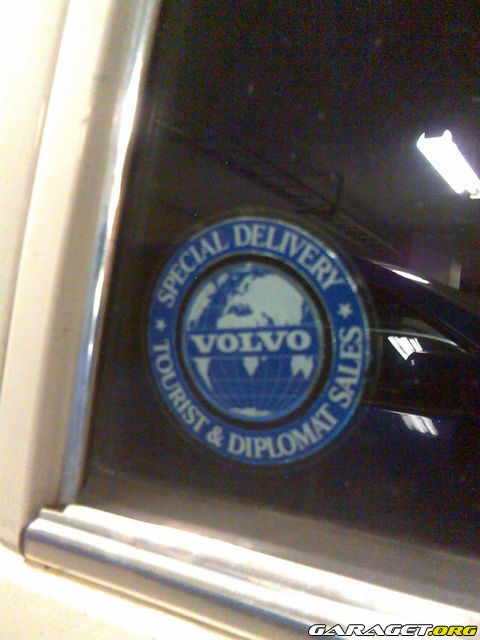 SPECIAL DELIVERY
VOLVO
TOURIST & DIPLOMAT SALES
GARAGET.ORG